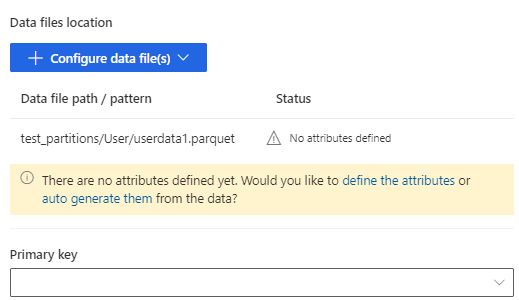 Data files location
+ Configure data file(s)
Data file path / pattern Status
test_partitions/User/userdata1.parquet No attributes defined
There are no attributes defined yet. Would you like to define the attributes or
auto generate them from the data?
Primary key